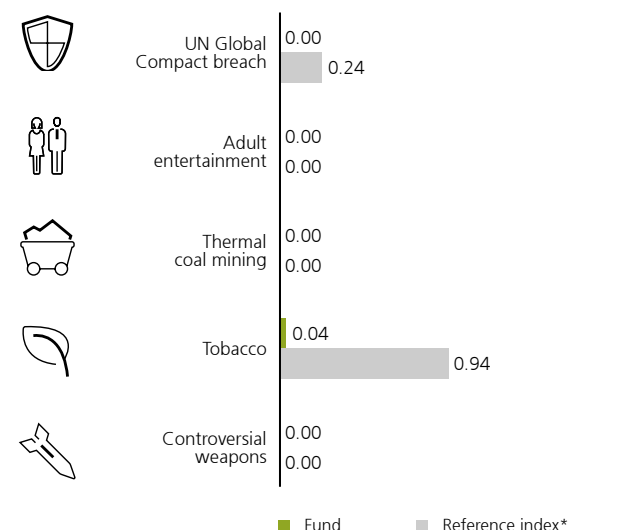 UN Global
Compact breach
0.00
0.24
Adult
entertainment
0.00
0.00
Thermal
coal mining
0.00
0.00
Tobacco
0.04
0.94
Controversial
weapons
0.00
0.00
Fund
Reference index*